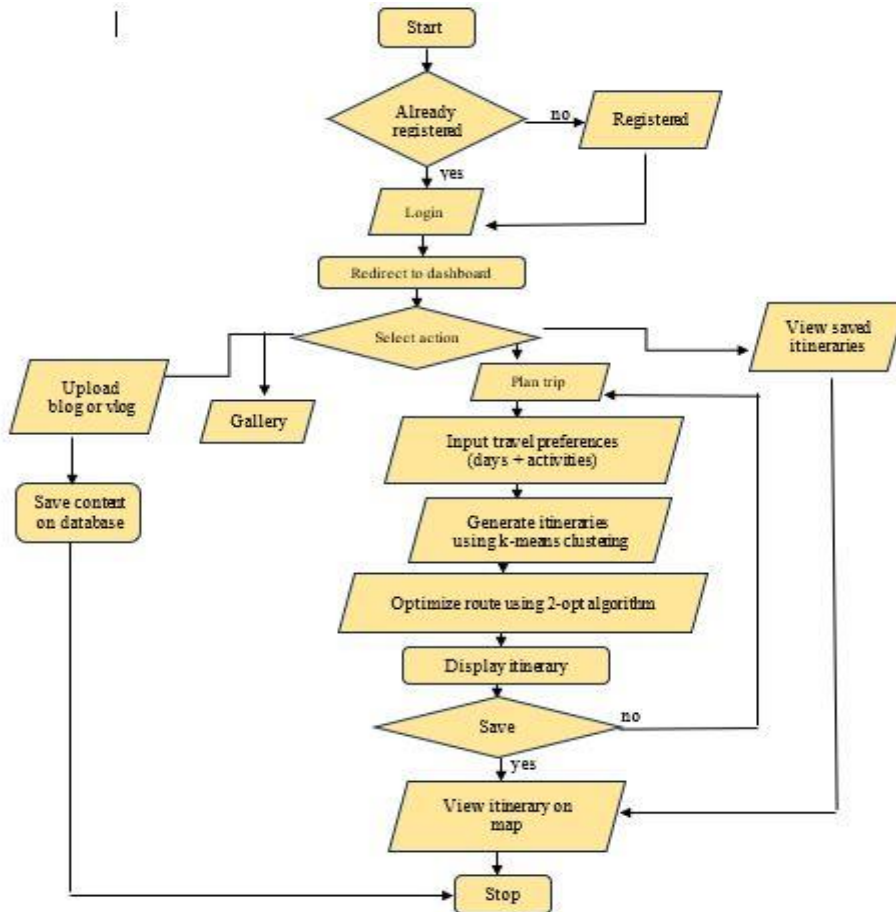 Start
Already
registered
no
Registered
yes
Login
Redirect to dashboard
Select action
View saved
itineraries
Upload
blog or vlog
Gallery
Plan trip
Input travel preferences
(days + activities)
Save content
on database
Generate itineraries
using k-means clustering
Optimize route using 2-opt algorithm
Display itinerary
Save
no
yes
View itinerary on
map
Stop